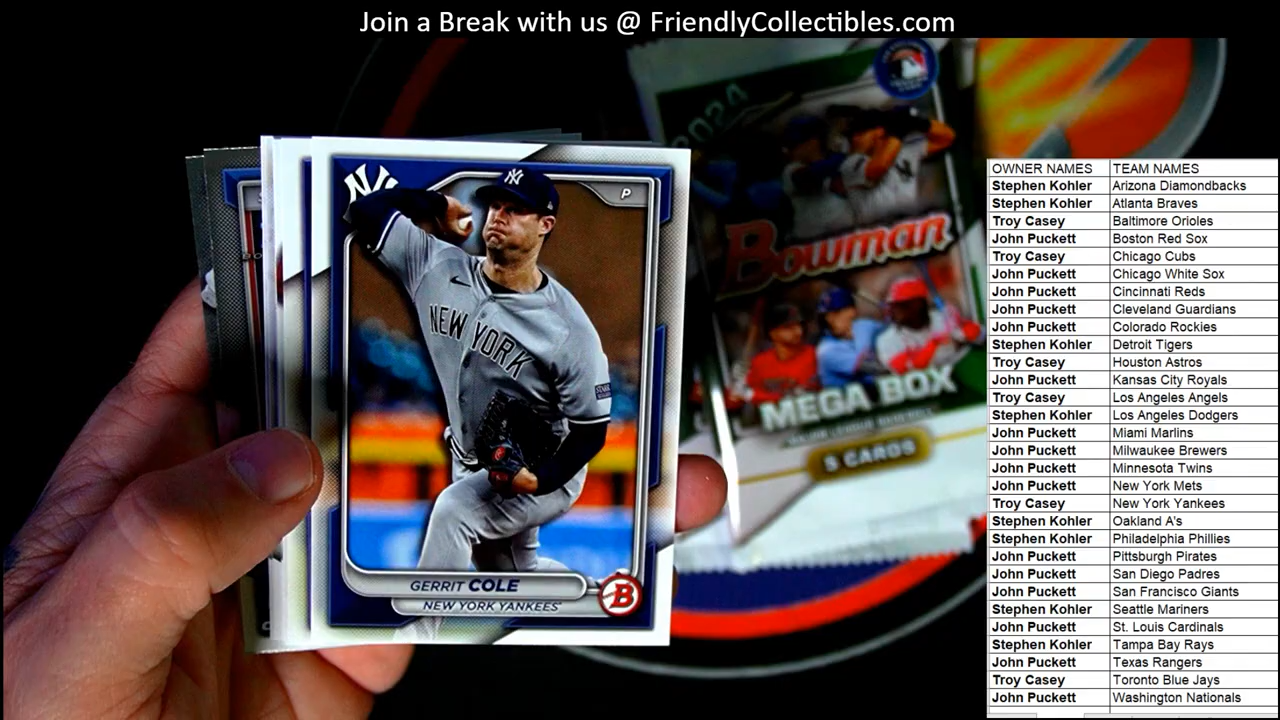 Join a Break with us @ FriendlyCollectibles.com
2024
Bowman
MEGA BOX
MAJOR LEAGUE BASEBALL
5 CARDS
NY
P
NEW YORK
GERRIT COLE
NEW YORK YANKEES
B
OWNER NAMES TEAM NAMES
Stephen Kohler Arizona Diamondbacks
Stephen Kohler Atlanta Braves
Troy Casey Baltimore Orioles
John Puckett Boston Red Sox
Troy Casey Chicago Cubs
John Puckett Chicago White Sox
John Puckett Cincinnati Reds
John Puckett Cleveland Guardians
John Puckett Colorado Rockies
Stephen Kohler Detroit Tigers
Troy Casey Houston Astros
John Puckett Kansas City Royals
Troy Casey Los Angeles Angels
Stephen Kohler Los Angeles Dodgers
John Puckett Miami Marlins
John Puckett Milwaukee Brewers
John Puckett Minnesota Twins
John Puckett New York Mets
Troy Casey New York Yankees
Stephen Kohler Oakland A's
Stephen Kohler Philadelphia Phillies
John Puckett Pittsburgh Pirates
John Puckett San Diego Padres
John Puckett San Francisco Giants
Stephen Kohler Seattle Mariners
John Puckett St. Louis Cardinals
Stephen Kohler Tampa Bay Rays
John Puckett Texas Rangers
Troy Casey Toronto Blue Jays
John Puckett Washington Nationals